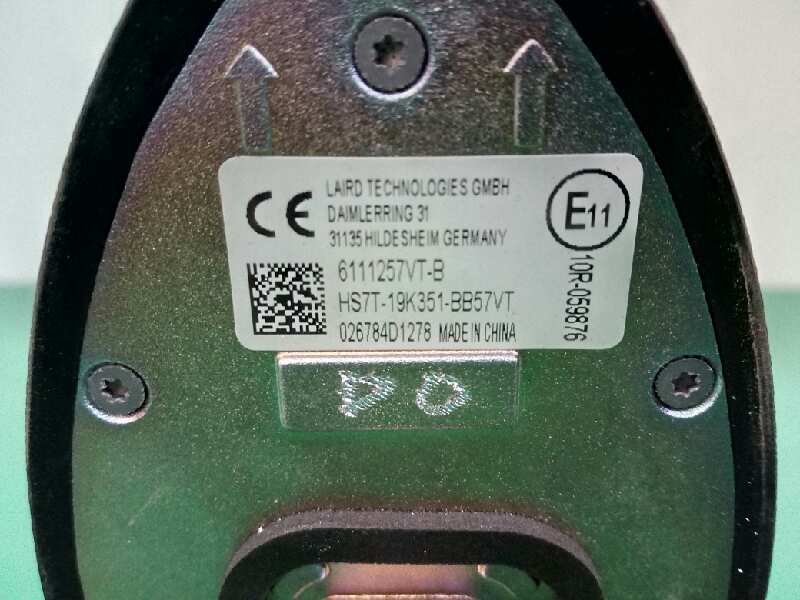 CE
LAIRD TECHNOLOGIES GMBH
DAIMLERRING 31
31135 HILDESHEIM GERMANY
6111257VT-B
HS7T-19K351-BB57VT
026784D1278 MADE IN CHINA
E11
10R-059876